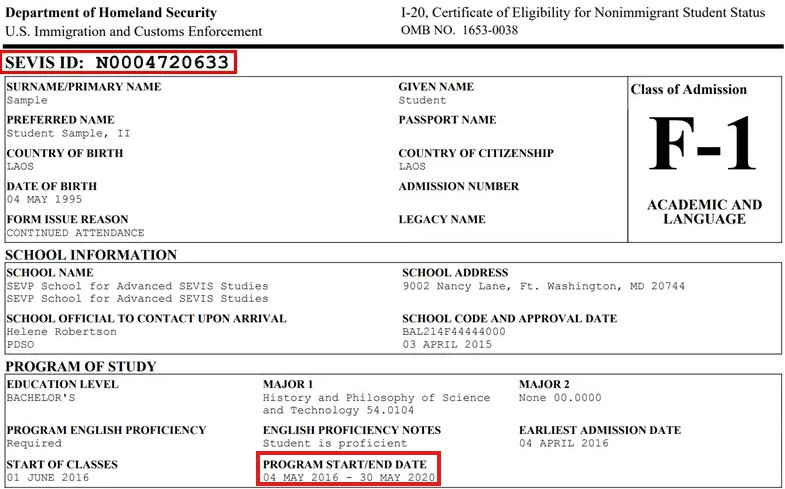 Department of Homeland Security
U.S. Immigration and Customs Enforcement
I-20, Certificate of Eligibility for Nonimmigrant Student Status
OMB NO. 1653-0038
SEVIS ID: N0004720633
SURNAME/PRIMARY NAME
Sample
GIVEN NAME
Student
PREFERRED NAME
Student Sample, II
PASSPORT NAME
COUNTRY OF BIRTH
LAOS
COUNTRY OF CITIZENSHIP
LAOS
DATE OF BIRTH
04 MAY 1995
ADMISSION NUMBER
FORM ISSUE REASON
CONTINUED ATTENDANCE
LEGACY NAME
Class of Admission
F-1
ACADEMIC AND
LANGUAGE
SCHOOL INFORMATION
SCHOOL NAME
SEVP School for Advanced SEVIS Studies
SEVP School for Advanced SEVIS Studies
SCHOOL ADDRESS
9002 Nancy Lane, Ft. Washington, MD 20744
SCHOOL OFFICIAL TO CONTACT UPON ARRIVAL
Helene Robertson
PDSO
SCHOOL CODE AND APPROVAL DATE
BAL214F44444000
03 APRIL 2015
PROGRAM OF STUDY
EDUCATION LEVEL
BACHELOR'S
MAJOR 1
History and Philosophy of Science
and Technology 54.0104
MAJOR 2
None 00.0000
PROGRAM ENGLISH PROFICIENCY
Required
ENGLISH PROFICIENCY NOTES
Student is proficient
EARLIEST ADMISSION DATE
04 APRIL 2016
START OF CLASSES
01 JUNE 2016
PROGRAM START/END DATE
04 MAY 2016 - 30 MAY 2020